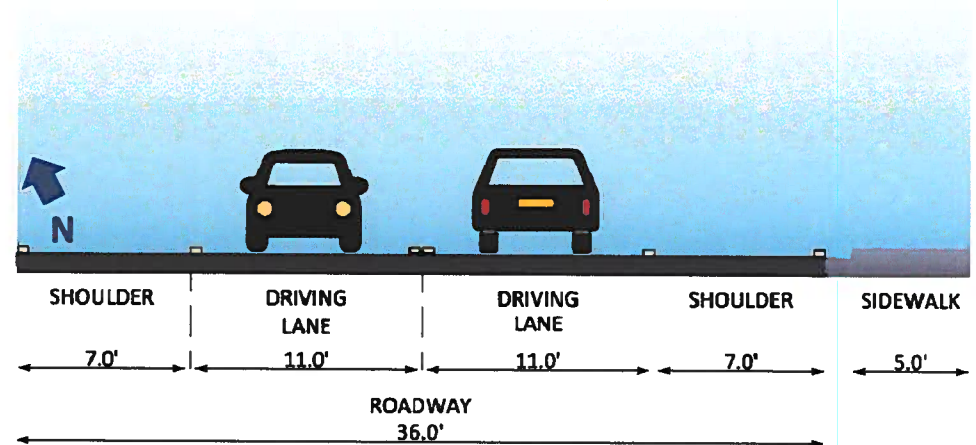 N
SHOULDER
DRIVING
LANE
DRIVING
LANE
SHOULDER
SIDEWALK
7.0'
11.0'
11.0'
7.0'
5.0'
ROADWAY
36.0'